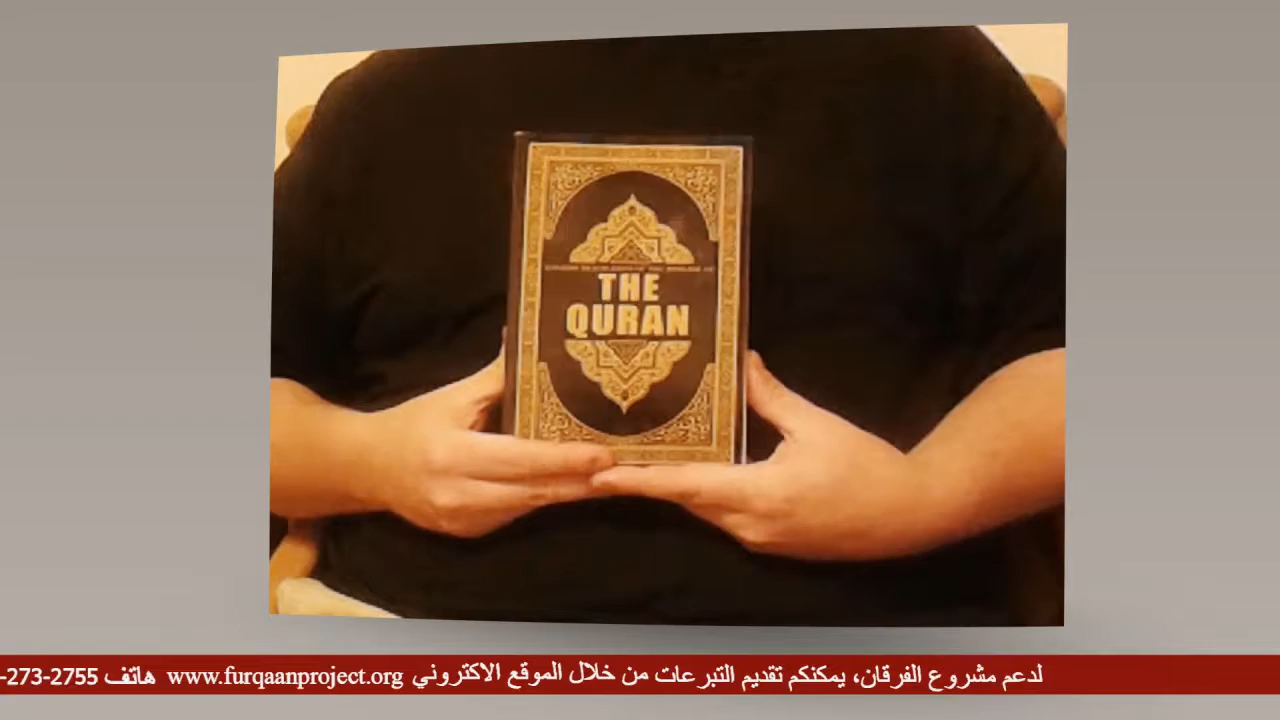 THE
QURAN
لدعم مشروع الفرقان، يمكنكم تقديم التبرعات من خلال الموقع الاكتروني www.furqaanproject.org هاتف 273-2755-